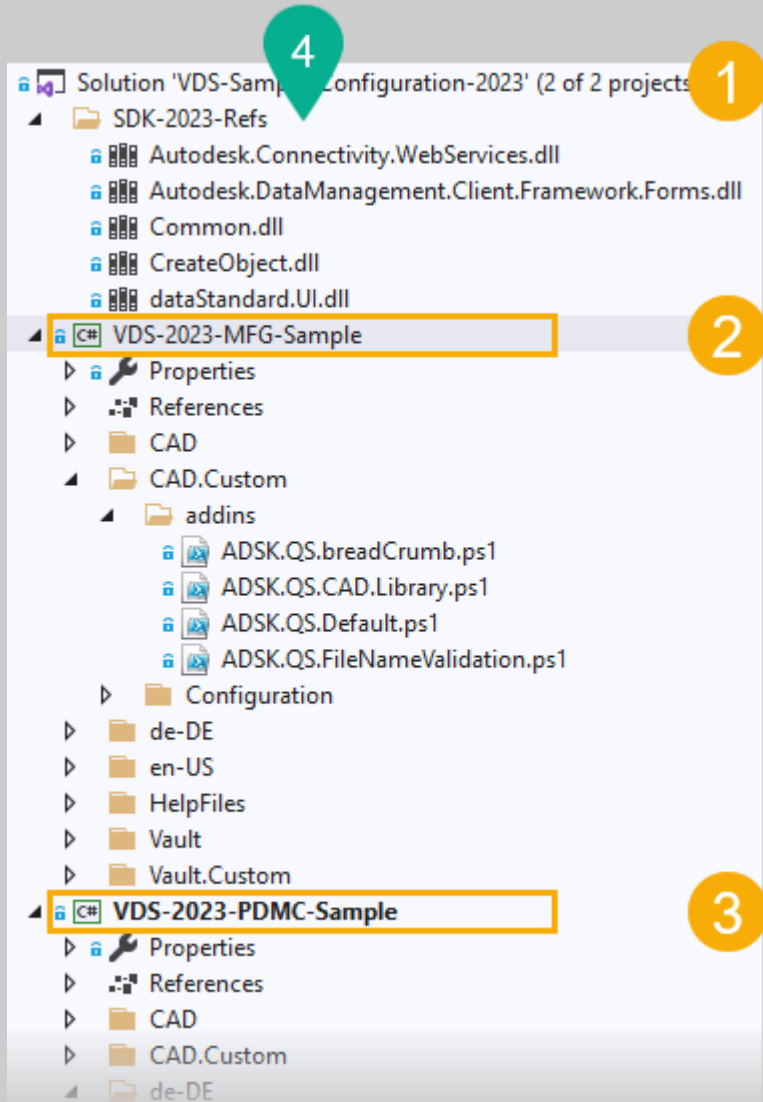 4
Solution 'VDS-Samp Configuration-2023' (2 of 2 projects
1
SDK-2023-Refs
Autodesk.Connectivity.WebServices.dll
Autodesk.DataManagement.Client.Framework.Forms.dll
Common.dll
CreateObject.dll
dataStandard.UI.dll
C# VDS-2023-MFG-Sample
2
Properties
References
CAD
CAD.Custom
addins
ADSK.QS.breadCrumb.ps1
ADSK.QS.CAD.Library.ps1
ADSK.QS.Default.ps1
ADSK.QS.FileNameValidation.ps1
Configuration
de-DE
en-US
HelpFiles
Vault
Vault.Custom
C# VDS-2023-PDMC-Sample
3
Properties
References
CAD
CAD.Custom
de-DE